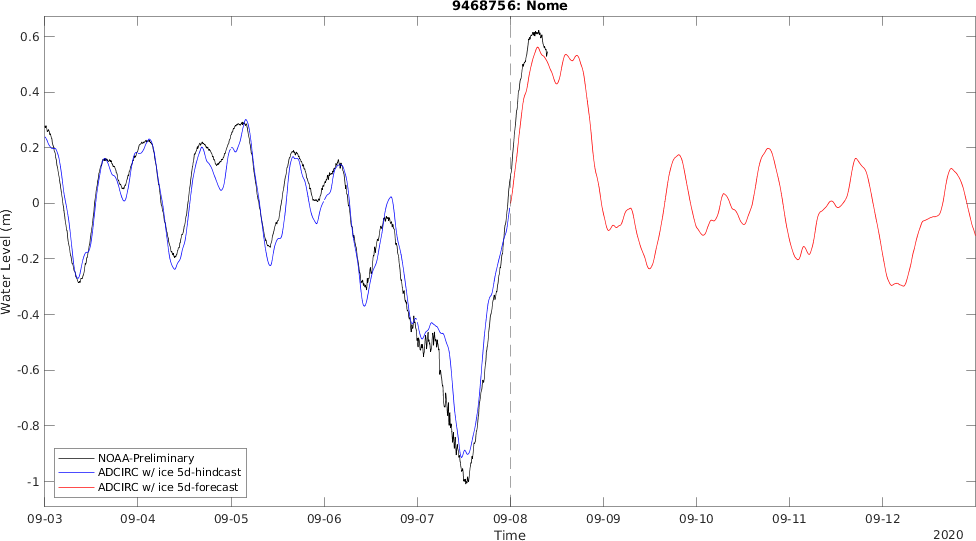 9468756: Nome
0.6
0.4
0.2
0
-0.2
-0.4
-0.6
-0.8
-1
Water Level (m)
NOAA-Preliminary
ADCIRC w/ ice 5d-hindcast
ADCIRC w/ ice 5d-forecast
09-03 09-04 09-05 09-06 09-07 09-08 09-09 09-10 09-11 09-12
Time
2020